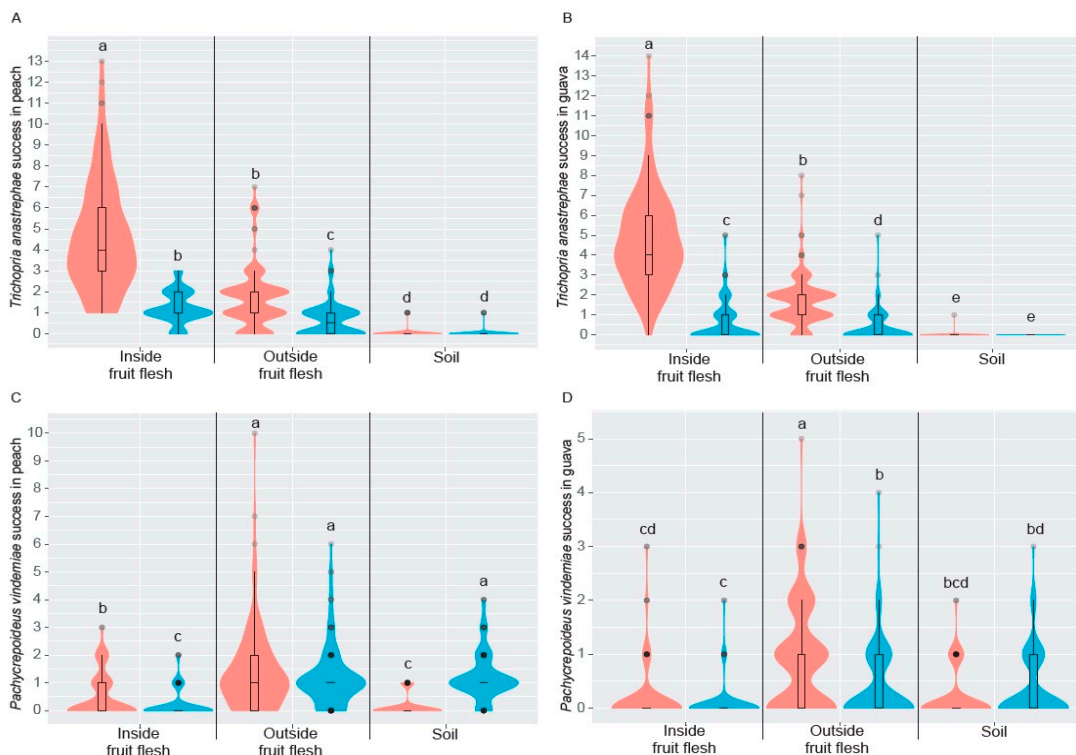 A
Trichopria anastrephae success in peach
13
12
11
10
9
8
7
6
5
4
3
2
1
0
a
b
b
c
d
d
Inside
fruit flesh
Outside
fruit flesh
Soil
B
Trichopria anastrephae success in guava
14
13
12
11
10
9
8
7
6
5
4
3
2
1
0
a
c
b
d
e
e
Inside
fruit flesh
Outside
fruit flesh
Soil
C
Pachycrepoideus vindemiae success in peach
10
9
8
7
6
5
4
3
2
1
0
b
c
a
a
c
a
Inside
fruit flesh
Outside
fruit flesh
Soil
D
Pachycrepoideus vindemiae success in guava
5
4
3
2
1
0
cd
c
a
b
bcd
bd
Inside
fruit flesh
Outside
fruit flesh
Soil